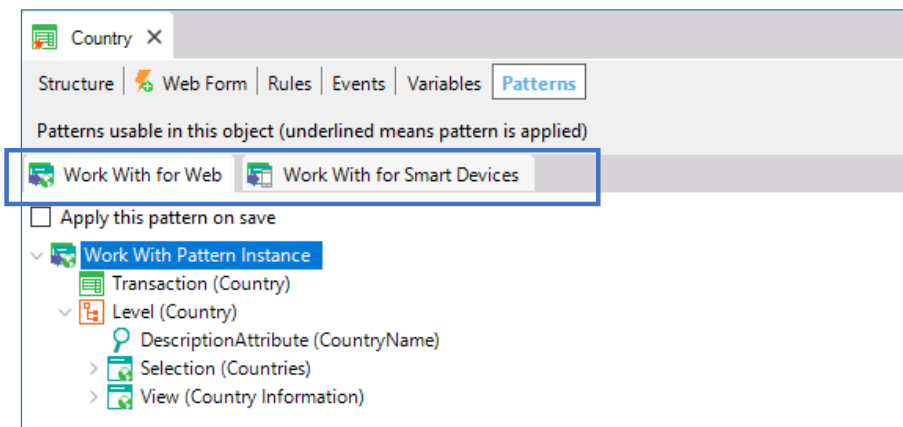 Country
Structure Web Form Rules Events Variables Patterns
Patterns usable in this object (underlined means pattern is applied)
Work With for Web Work With for Smart Devices
Apply this pattern on save
Work With Pattern Instance
Transaction (Country)
Level (Country)
DescriptionAttribute (CountryName)
Selection (Countries)
View (Country Information)